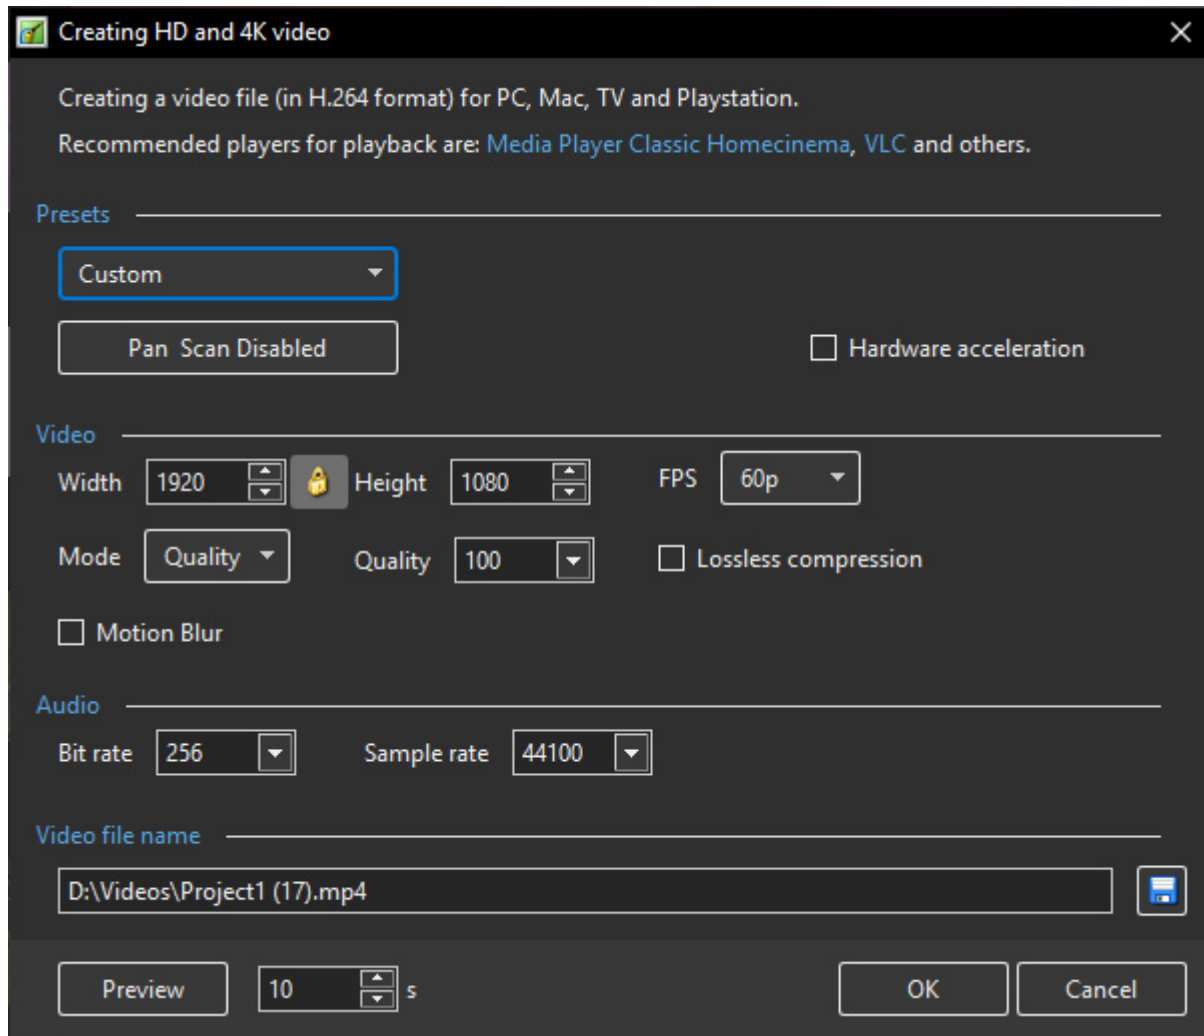 Creating HD and 4K video
Creating a video file (in H.264 format) for PC, Mac, TV and Playstation.
Recommended players for playback are: Media Player Classic Homecinema, VLC and others.
Presets
Custom
Pan Scan Disabled Hardware acceleration
Video
Width 1920 Height 1080 FPS 60p
Mode Quality Quality 100 Lossless compression
Motion Blur
Audio
Bit rate 256 Sample rate 44100
Video file name
D:\Videos\Project1 (17).mp4
Preview 10 s OK Cancel